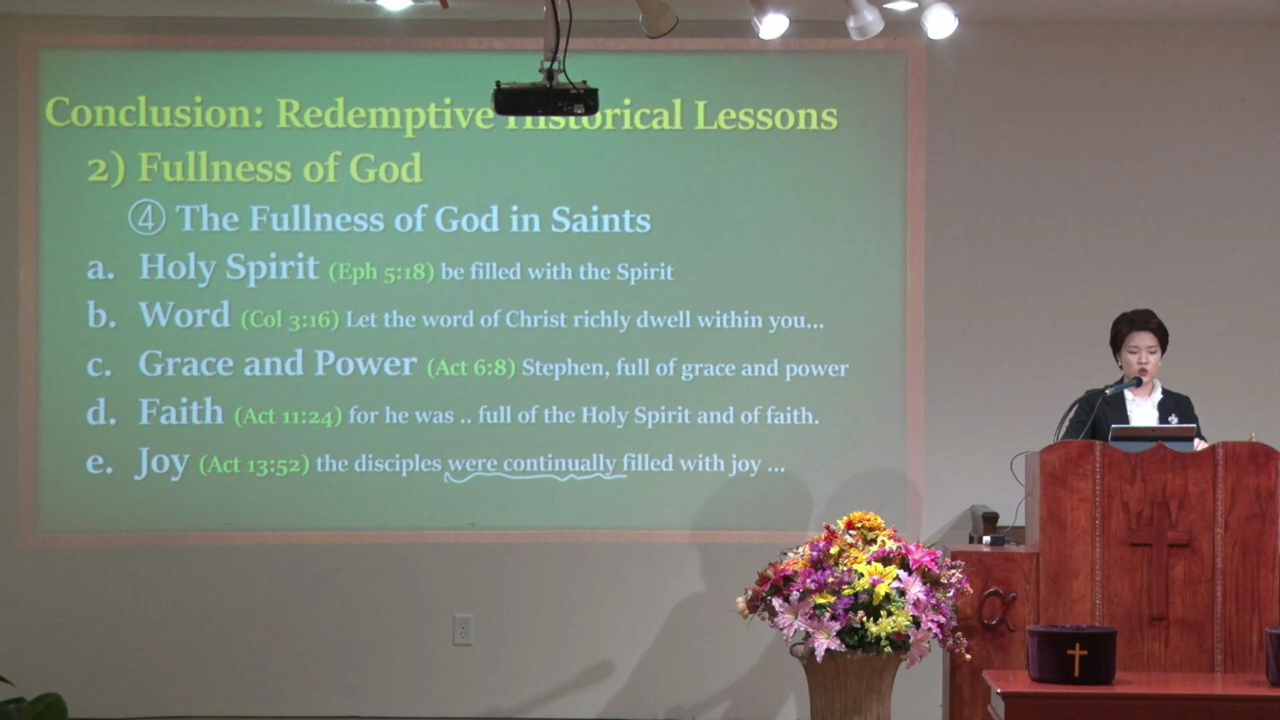 Conclusion: Redemptive Historical Lessons
2) Fullness of God
④ The Fullness of God in Saints
a. Holy Spirit (Eph 5:18) be filled with the Spirit
b. Word (Col 3:16) Let the word of Christ richly dwell within you...
c. Grace and Power (Act 6:8) Stephen, full of grace and power
d. Faith (Act 11:24) for he was .. full of the Holy Spirit and of faith.
e. Joy (Act 13:52) the disciples were continually filled with joy ...
α